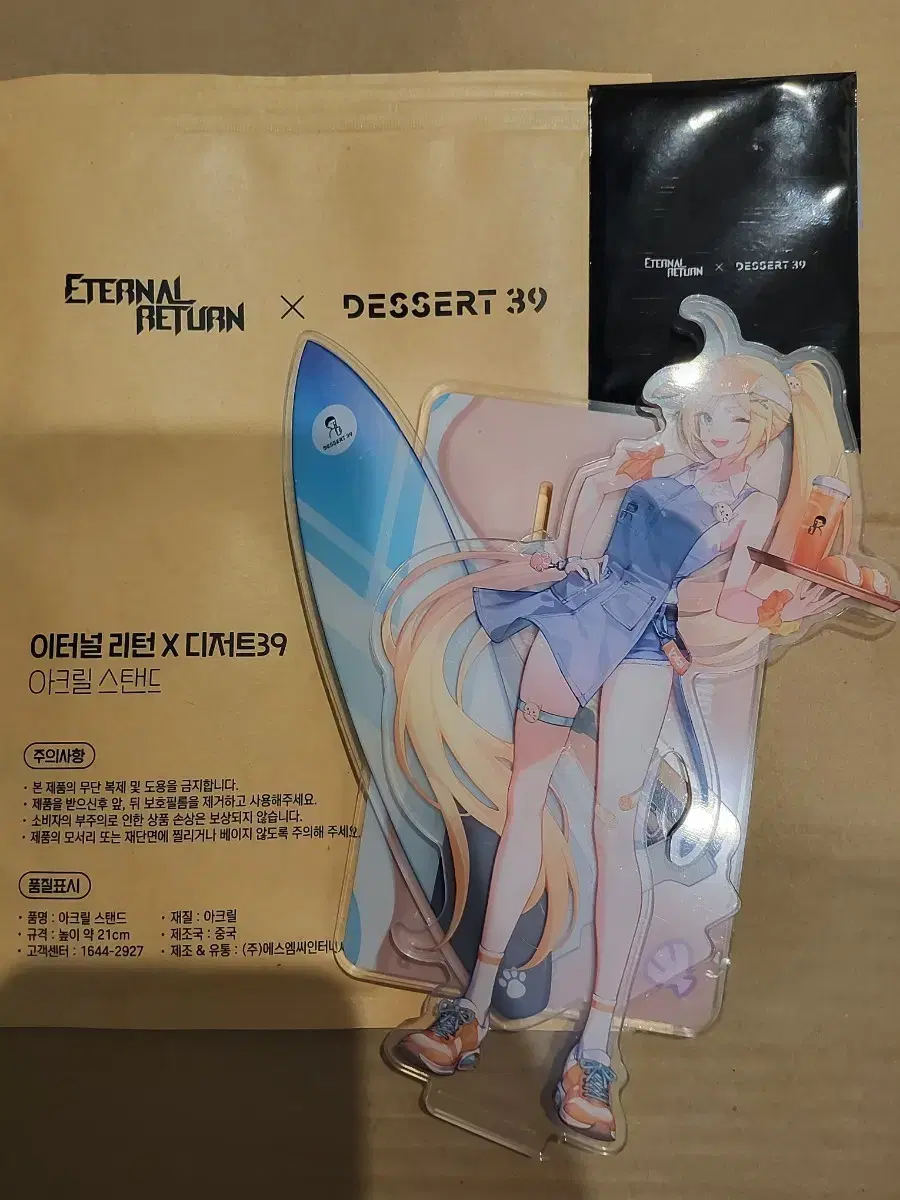 ETERNAL RETURN × DESSERT 39
ETERNAL RETURN × DESSERT 39
DESSERT 39
이터널 리턴 X 디저트39
아크릴 스탠드
주의사항
· 본 제품의 무단 복제 및 도용을 금지합니다.
· 제품을 받으신후 앞, 뒤 보호필름을 제거하고 사용해주세요.
· 소비자의 부주의로 인한 상품 손상은 보상되지 않습니다.
· 제품의 모서리 또는 재단면에 찔리거나 베이지 않도록 주의해 주세요.
품질표시
· 품명 : 아크릴 스탠드 · 재질 : 아크릴
· 규격 : 높이 약 21cm · 제조국 : 중국
· 고객센터 : 1644-2927 · 제조 & 유통 : (주)에스엠씨인터내